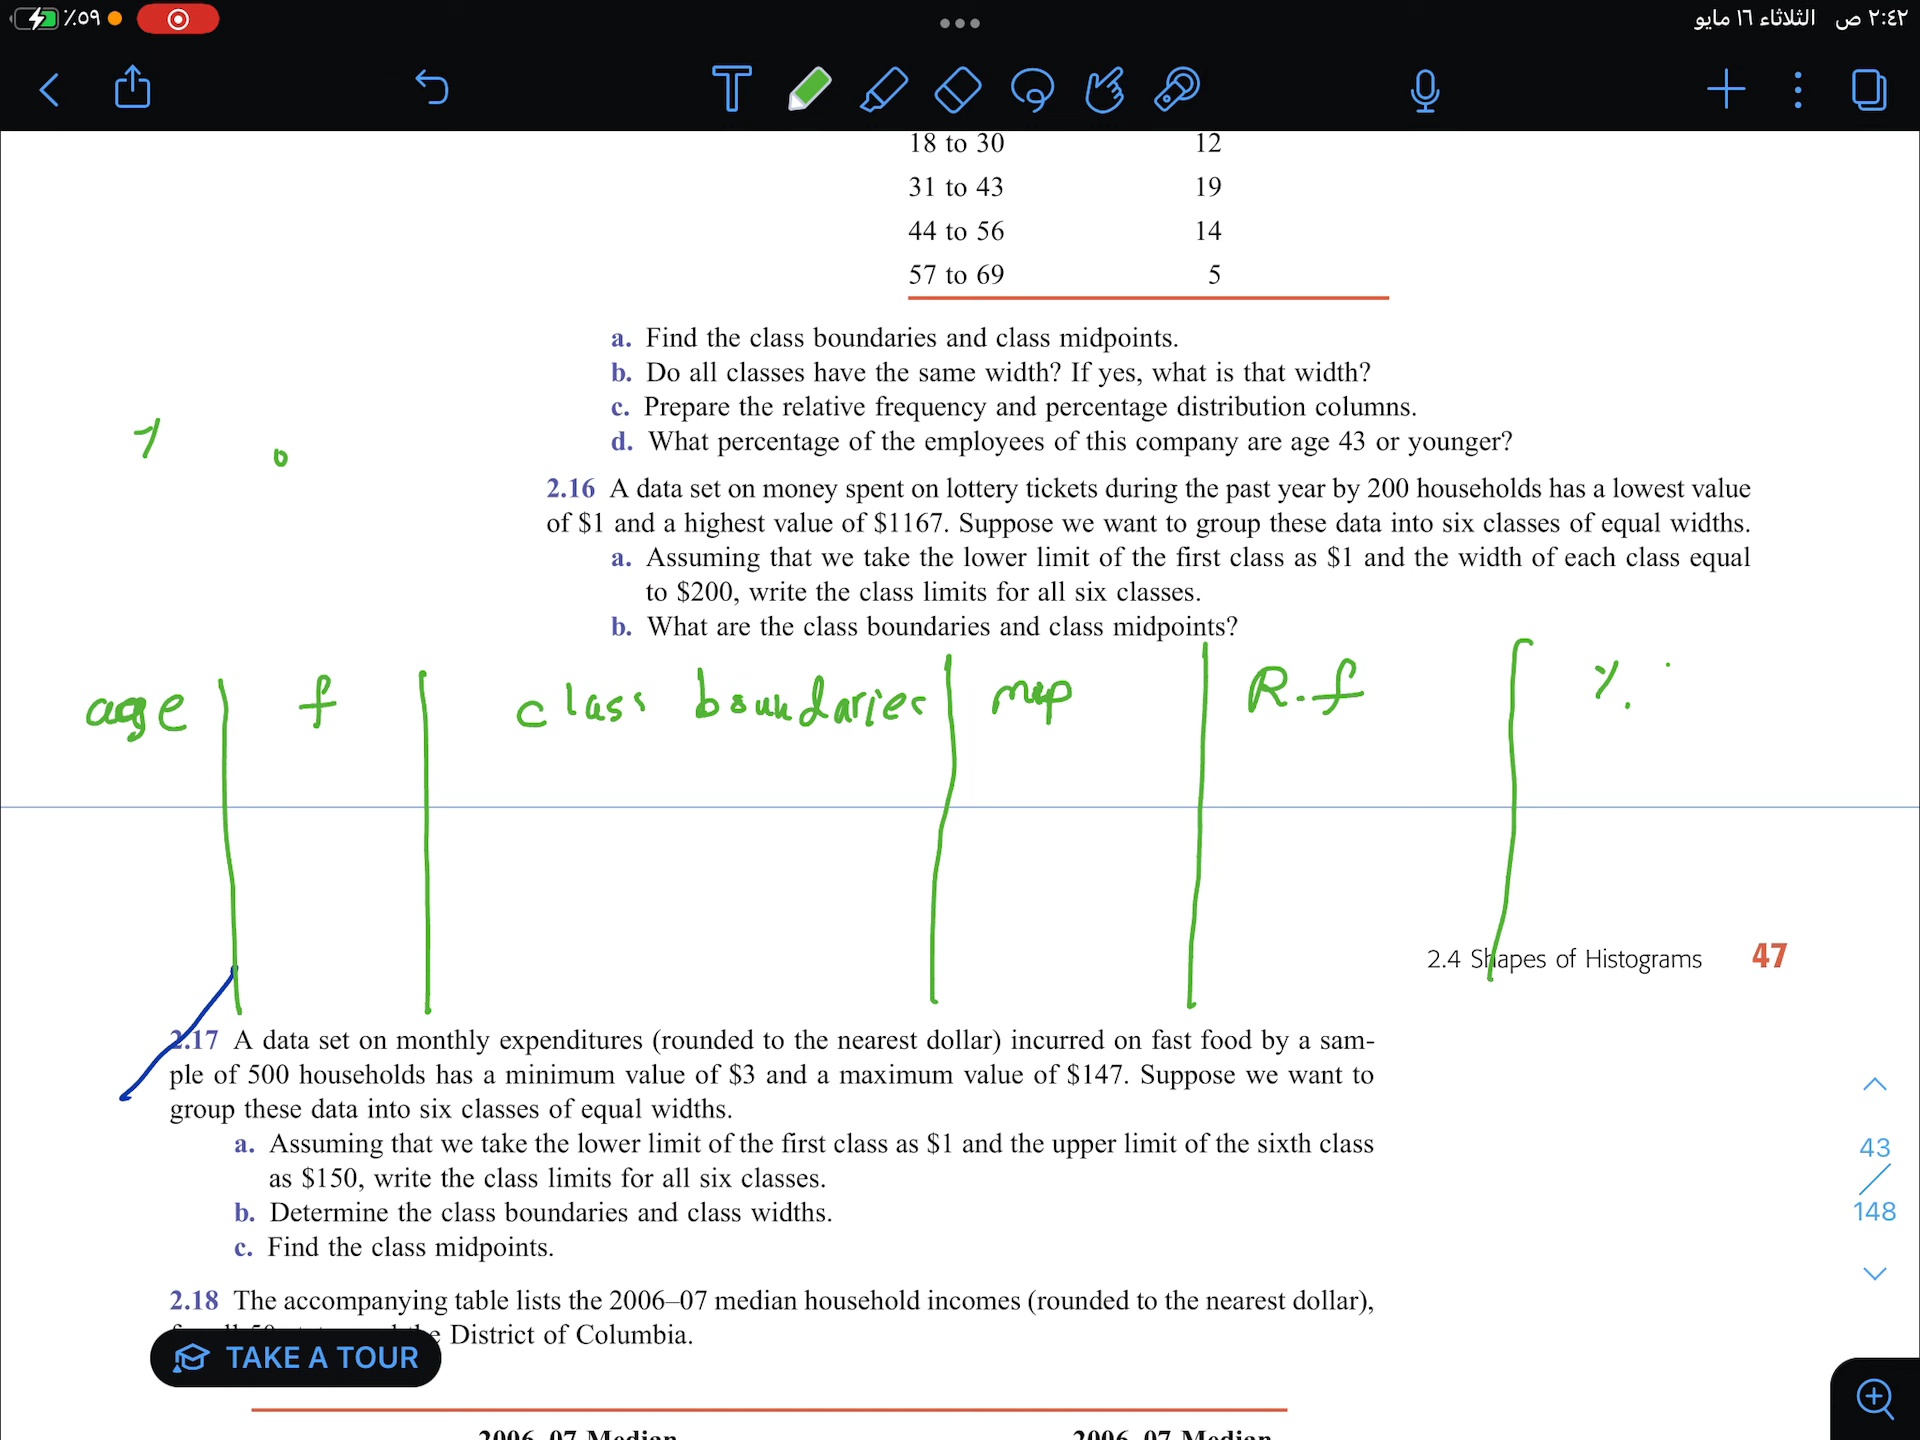 ٪٥٩
٢:٤٢ ص الثلاثاء ١٦ مايو
18 to 30 12
31 to 43 19
44 to 56 14
57 to 69 5
a. Find the class boundaries and class midpoints.
b. Do all classes have the same width? If yes, what is that width?
c. Prepare the relative frequency and percentage distribution columns.
d. What percentage of the employees of this company are age 43 or younger?
2.16 A data set on money spent on lottery tickets during the past year by 200 households has a lowest value
of $1 and a highest value of $1167. Suppose we want to group these data into six classes of equal widths.
a. Assuming that we take the lower limit of the first class as $1 and the width of each class equal
to $200, write the class limits for all six classes.
b. What are the class boundaries and class midpoints?
age f class boundaries R.f %
2.4 Shapes of Histograms 47
2.17 A data set on monthly expenditures (rounded to the nearest dollar) incurred on fast food by a sam-
ple of 500 households has a minimum value of $3 and a maximum value of $147. Suppose we want to
group these data into six classes of equal widths.
a. Assuming that we take the lower limit of the first class as $1 and the upper limit of the sixth class
as $150, write the class limits for all six classes.
b. Determine the class boundaries and class widths.
c. Find the class midpoints.
43
148
2.18 The accompanying table lists the 2006–07 median household incomes (rounded to the nearest dollar),
District of Columbia.
TAKE A TOUR
2006–07 Median 2006–07 Median